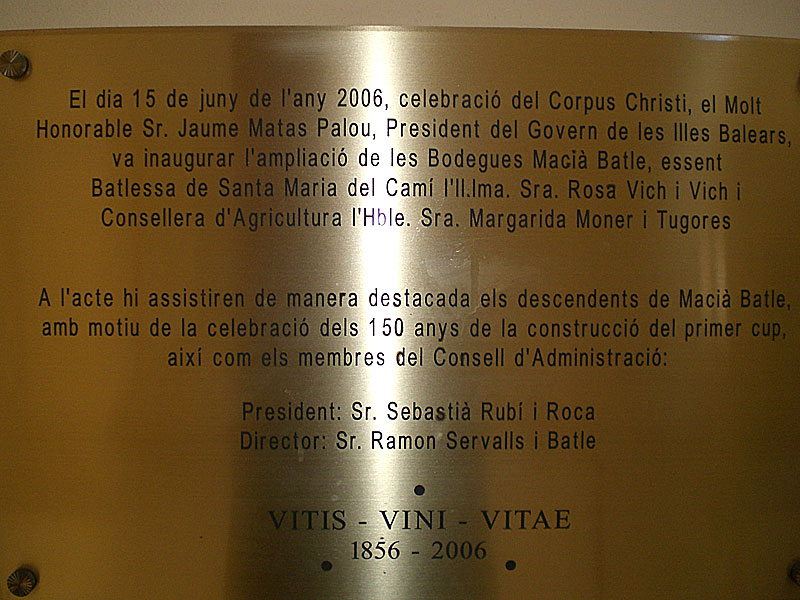 El dia 15 de juny de l'any 2006, celebració del Corpus Christi, el Molt
Honorable Sr. Jaume Matas Palou, President del Govern de les Illes Balears,
va inaugurar l'ampliació de les Bodegues Macià Batle, essent
Batlessa de Santa Maria del Camí l'Il.lma. Sra. Rosa Vich i Vich i
Consellera d'Agricultura l'Hble. Sra. Margarida Moner i Tugores
A l'acte hi assistiren de manera destacada els descendents de Macià Batle,
amb motiu de la celebració dels 150 anys de la construcció del primer cup,
així com els membres del Consell d'Administració:
President: Sr. Sebastià Rubí i Roca
Director: Sr. Ramon Servalls i Batle
VITIS - VINI - VITAE
1856 - 2006